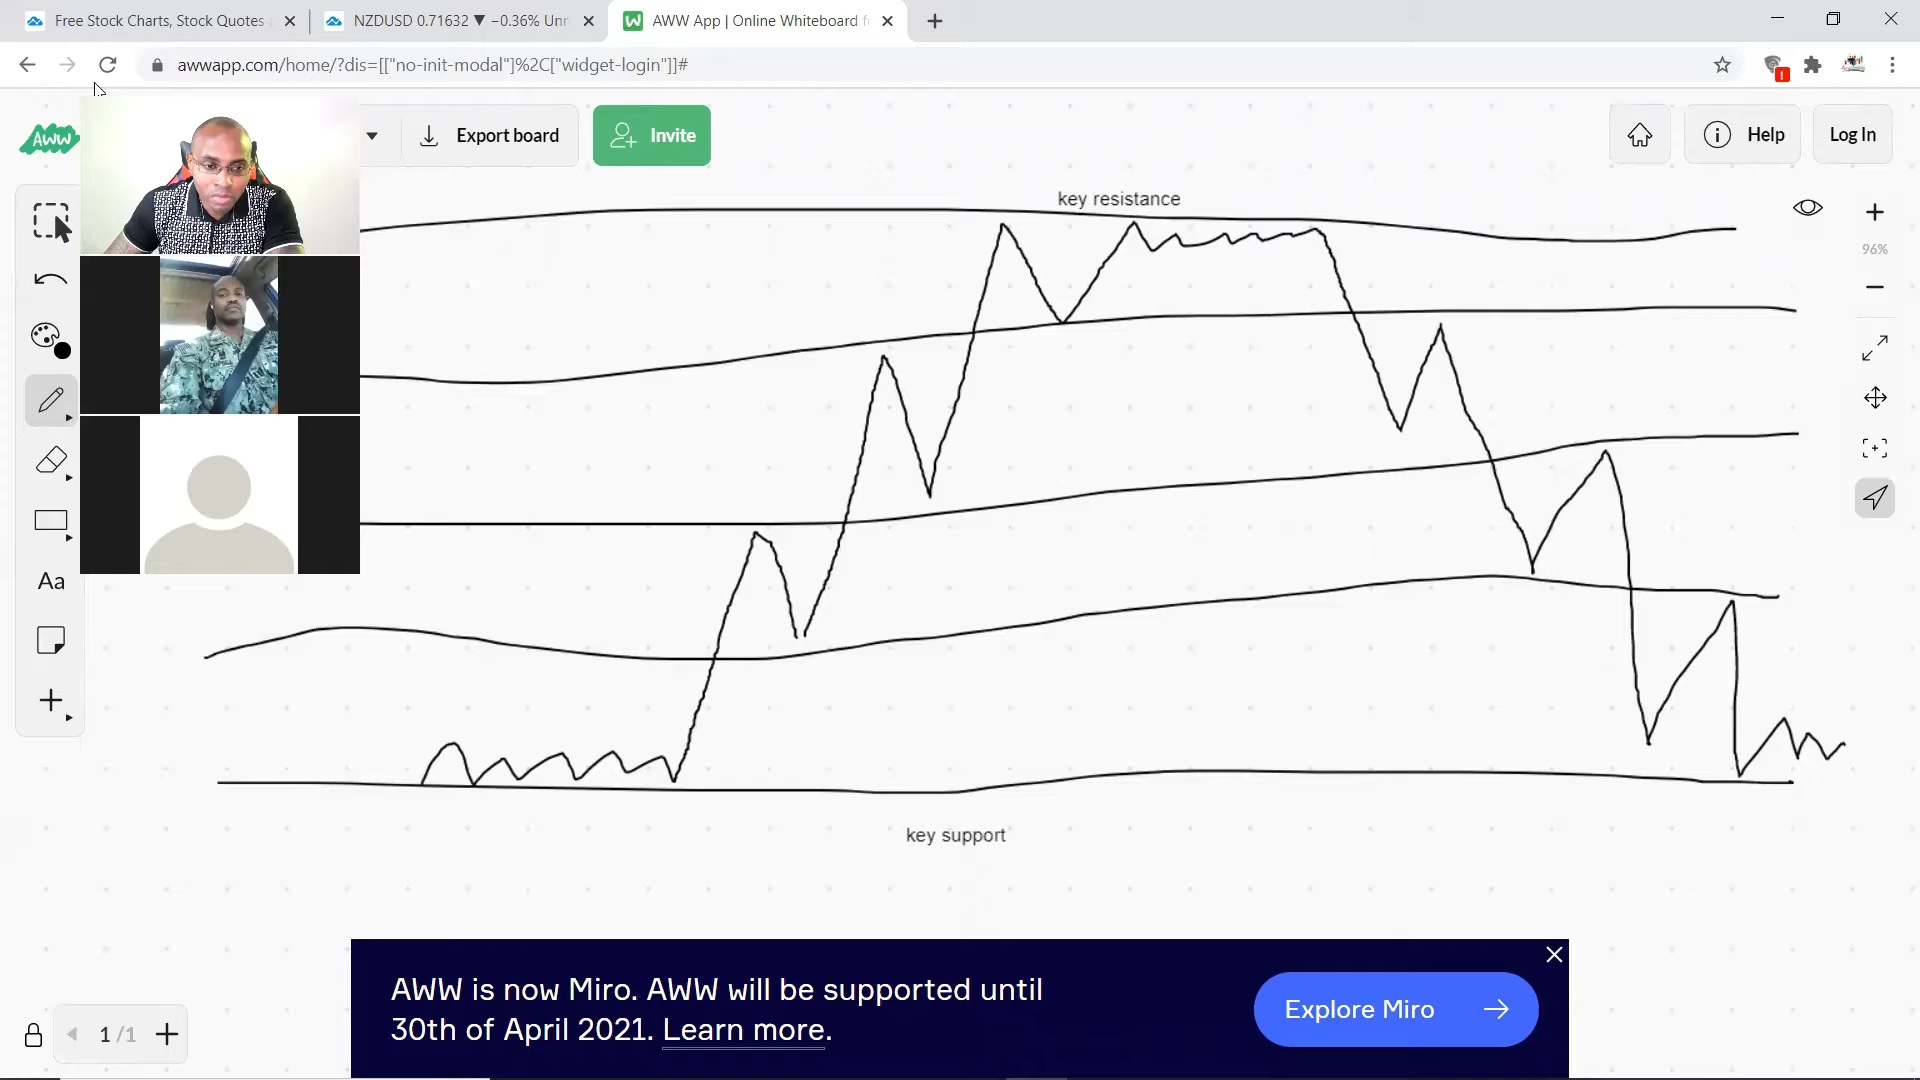 Free Stock Charts, Stock Quotes
NZDUSD 0.71632 ▼ −0.36% Unn
AWW App | Online Whiteboard f
awwapp.com/home/?dis=[["no-init-modal"]%2C["widget-login"]]#
AWW
Export board
Invite
Help
Log In
key resistance
96%
Aa
key support
AWW is now Miro. AWW will be supported until
30th of April 2021. Learn more.
Explore Miro
1/1